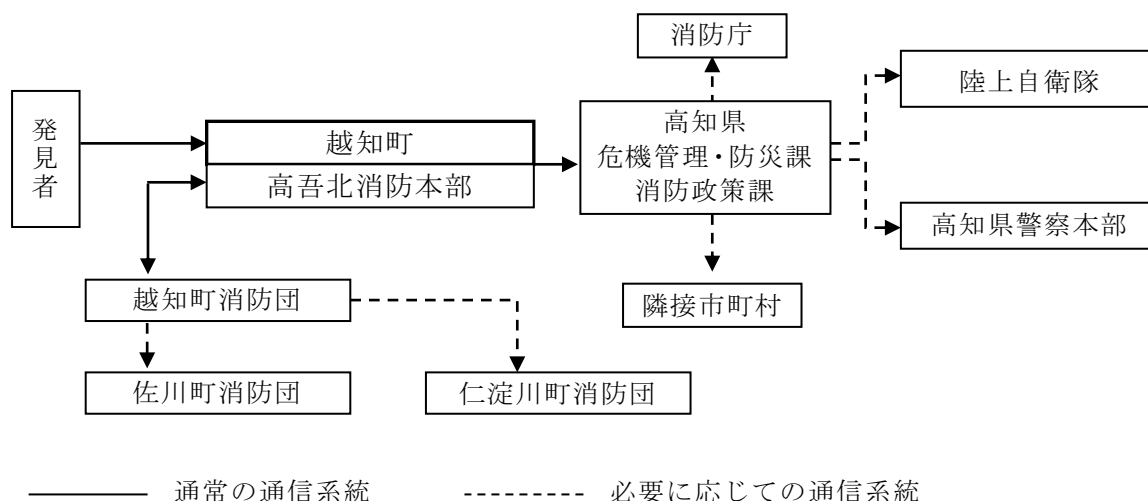 消防庁
陸上自衛隊
発見者
越知町
高吾北消防本部
高知県
危機管理・防災課
消防政策課
高知県警察本部
越知町消防団
隣接市町村
佐川町消防団
仁淀川町消防団
通常の通信系統
必要に応じての通信系統